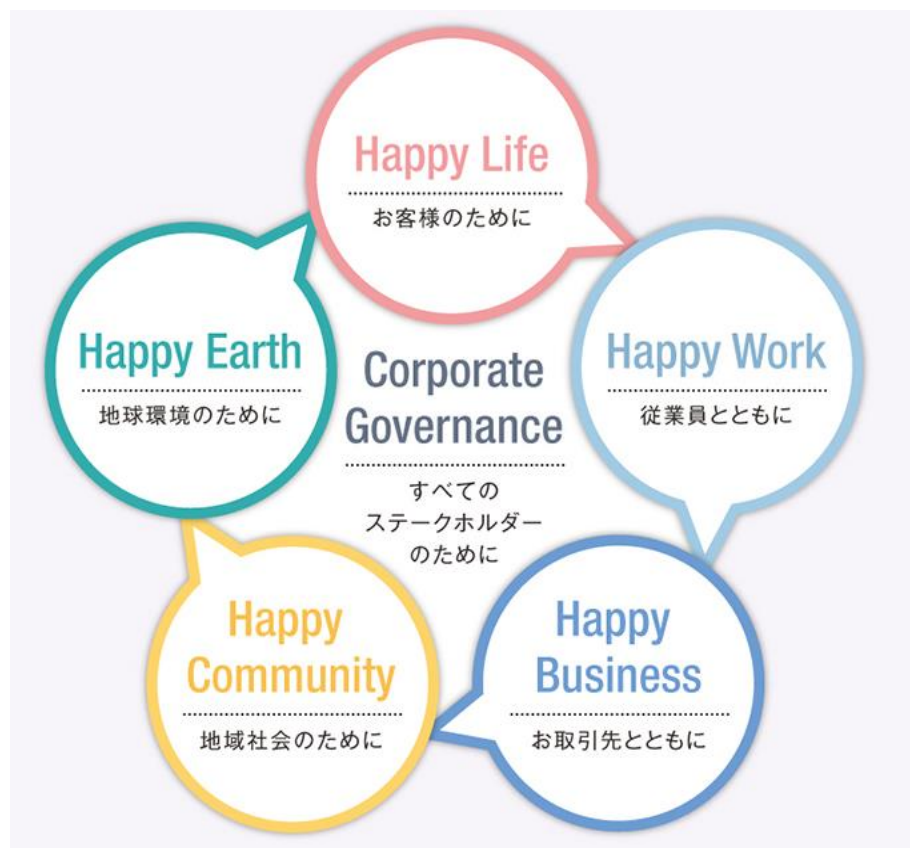 Happy Life
お客様のために
Happy Earth
地球環境のために
Corporate
Governance
すべての
ステークホルダー
のために
Happy Work
従業員とともに
Happy
Community
地域社会のために
Happy
Business
お取引先とともに